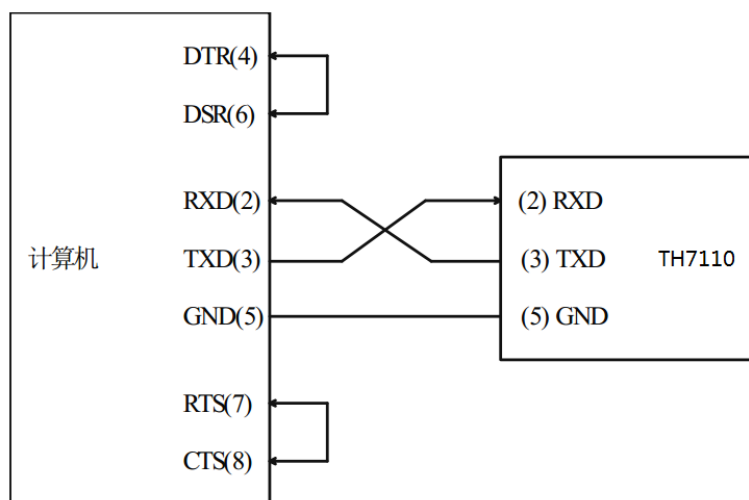 DTR(4)
DSR(6)
RXD(2)
TXD(3)
GND(5)
RTS(7)
CTS(8)
计算机
(2) RXD
(3) TXD
(5) GND
TH7110